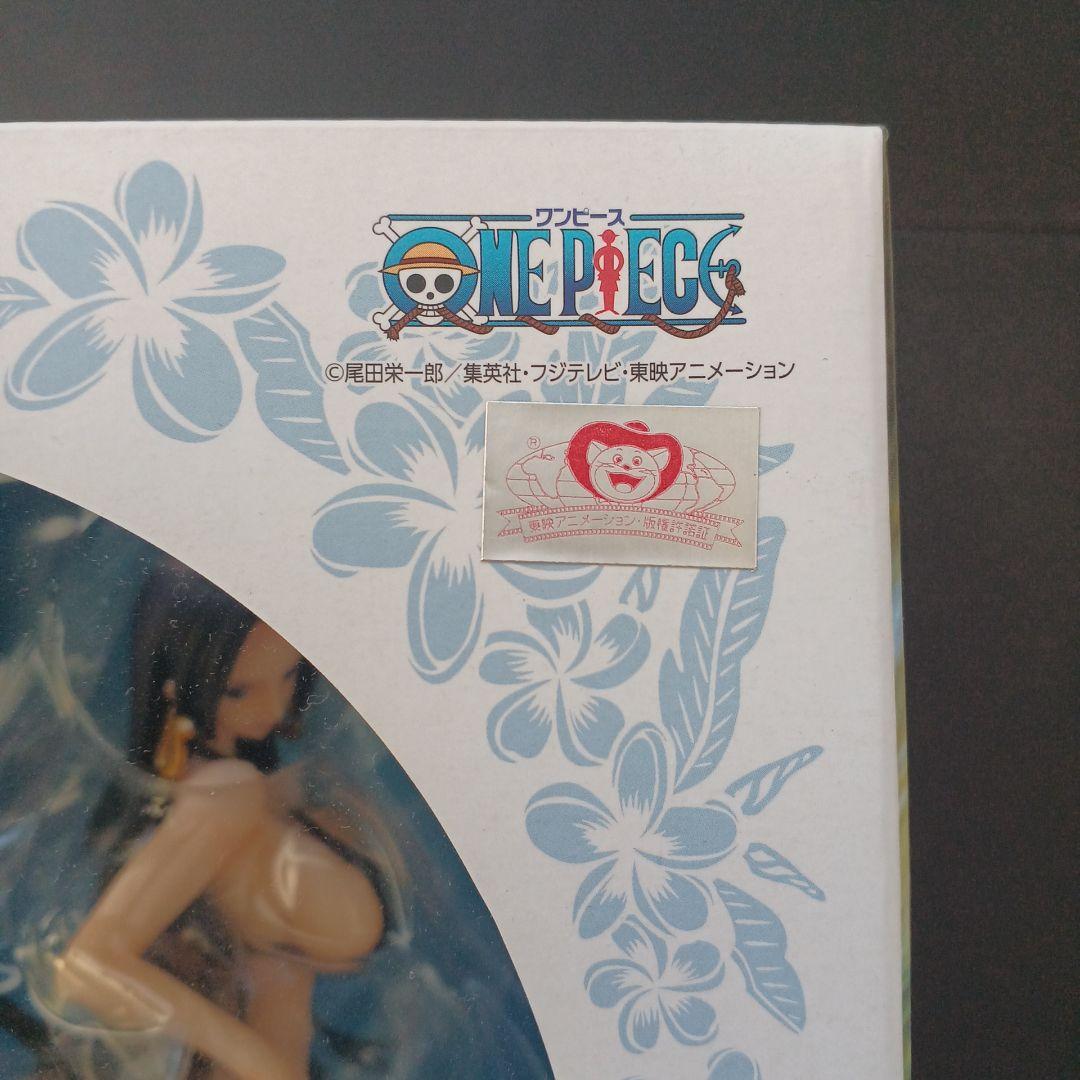 ワンピース
ONE PIECE
©尾田栄一郎／集英社・フジテレビ・東映アニメーション
®
東映アニメーション・版権許諾証